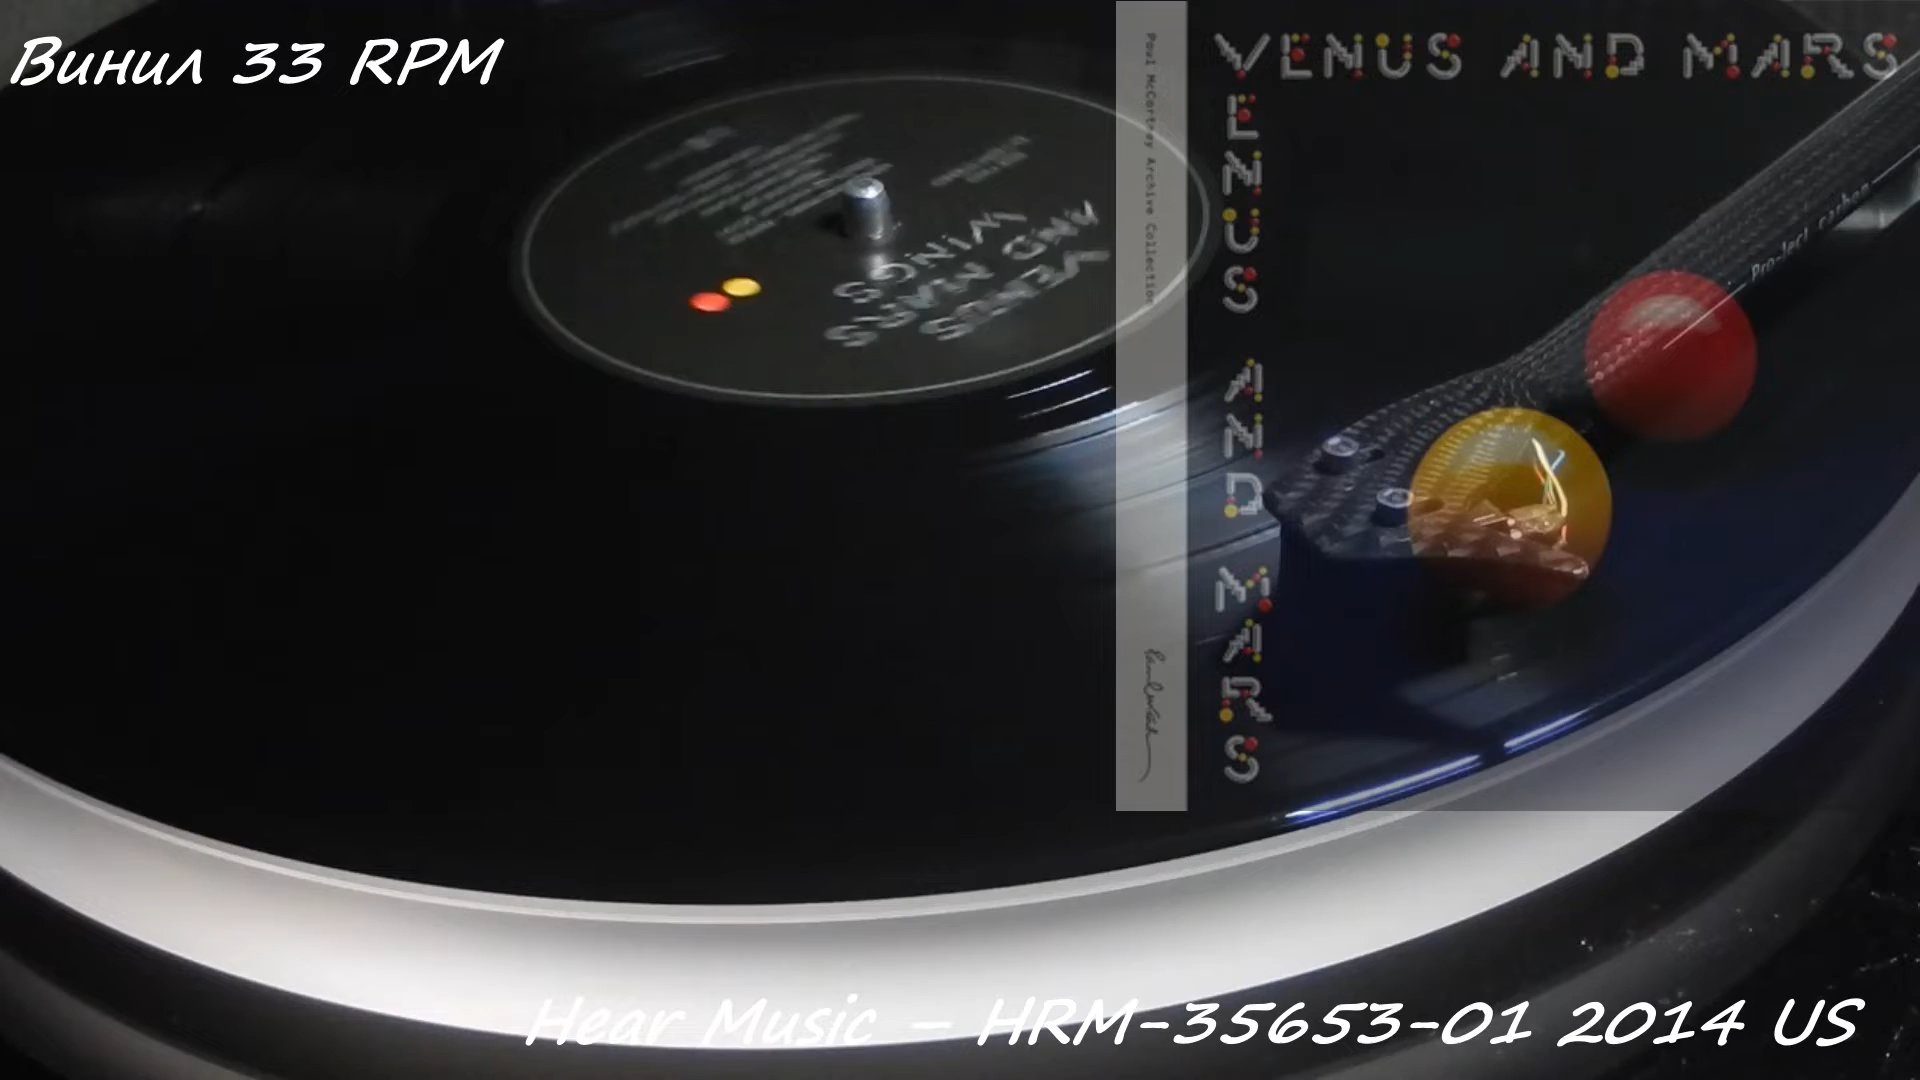 Винил 33 RPM
VENUS AND MARS
VENUS AND MARS
Paul McCartney Archive Collection
VENUS
AND MARS
WINGS
Pro-Ject Carbon
Hear Music – HRM-35653-01 2014 US